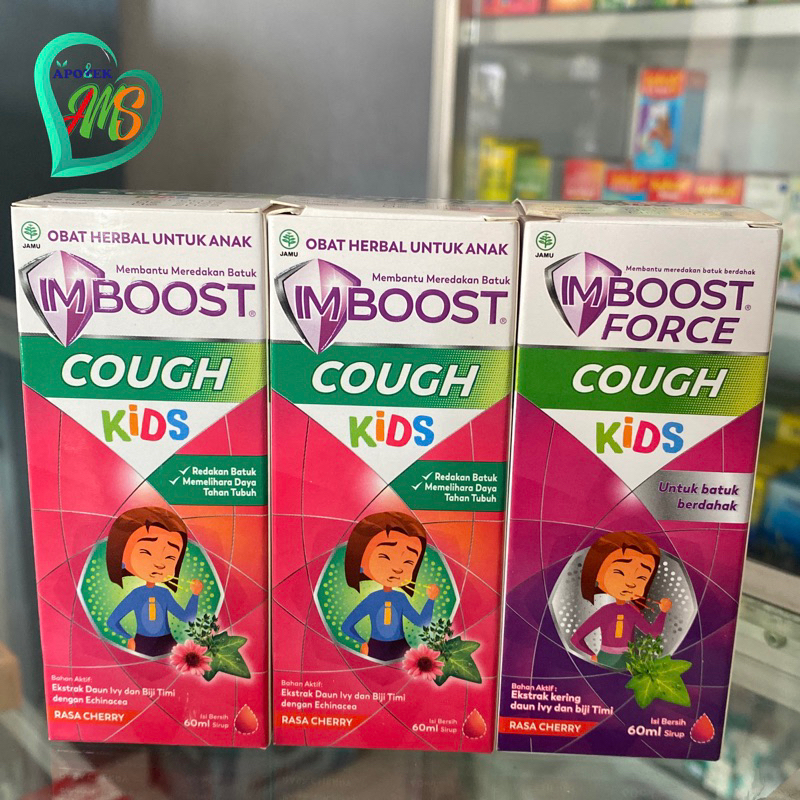 APOTEK
AMS
JAMU
OBAT HERBAL UNTUK ANAK
Membantu Meredakan Batuk
IMBOOST®
COUGH
KiDS
✓ Redakan Batuk
✓ Memelihara Daya
Tahan Tubuh
Bahan Aktif:
Ekstrak Daun Ivy dan Biji Timi
dengan Echinacea
RASA CHERRY
Isi Bersih
60ml Sirup
JAMU
OBAT HERBAL UNTUK ANAK
Membantu Meredakan Batuk
IMBOOST®
COUGH
KiDS
✓ Redakan Batuk
✓ Memelihara Daya
Tahan Tubuh
Bahan Aktif:
Ekstrak Daun Ivy dan Biji Timi
dengan Echinacea
RASA CHERRY
Isi Bersih
60ml Sirup
JAMU
Membantu meredakan batuk berdahak
IMBOOST®
FORCE
COUGH
KiDS
Untuk batuk
berdahak
Bahan Aktif :
Ekstrak kering
daun Ivy dan biji Timi
RASA CHERRY
Isi Bersih
60ml Sirup